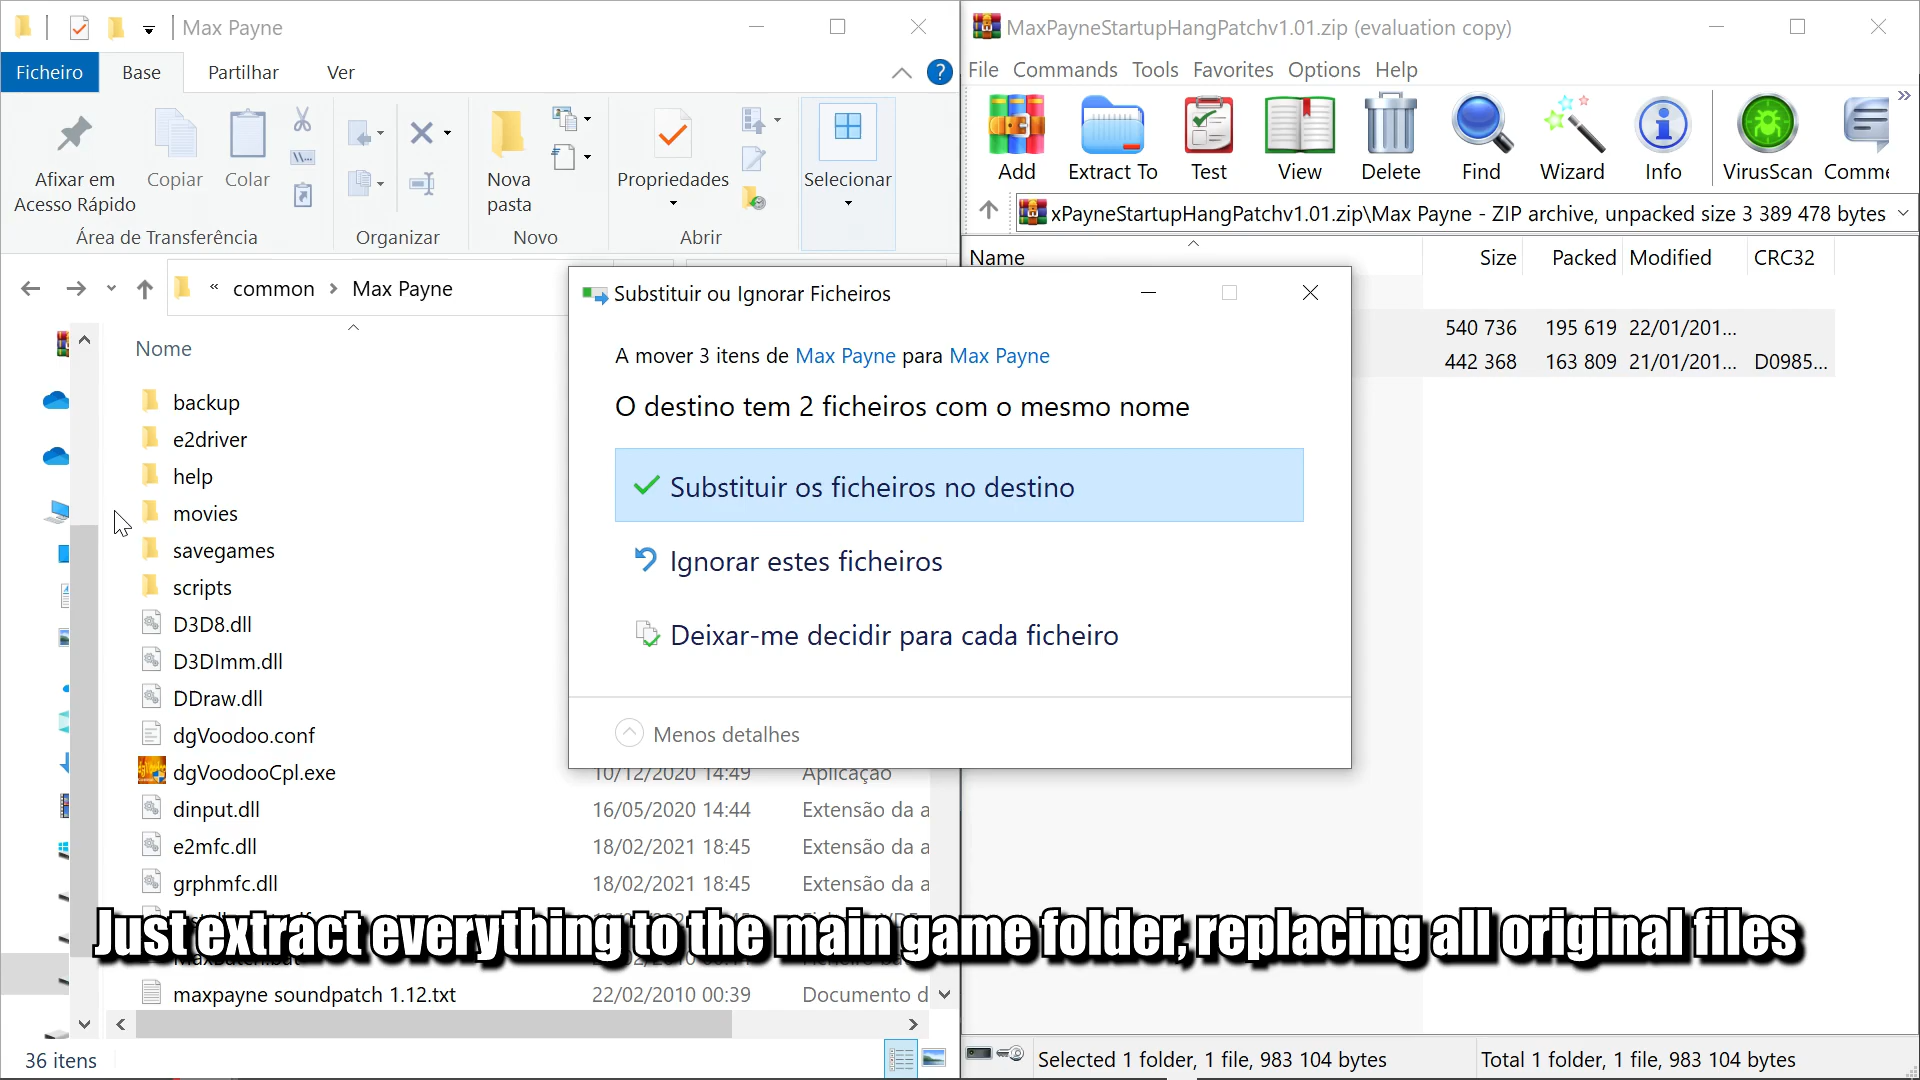 Max Payne
Ficheiro
Base
Partilhar
Ver
Afixar em
Acesso Rápido
Copiar
Colar
Nova
pasta
Propriedades
Selecionar
Área de Transferência
Organizar
Novo
Abrir
« common > Max Payne
Nome
backup
e2driver
help
movies
savegames
scripts
D3D8.dll
D3DImm.dll
DDraw.dll
dgVoodoo.conf
dgVoodooCpl.exe 10/12/2020 14:49 Aplicação
dinput.dll 16/05/2020 14:44 Extensão da a
e2mfc.dll 18/02/2021 18:45 Extensão da a
grphmfc.dll 18/02/2021 18:45 Extensão da a
maxpayne soundpatch 1.12.txt 22/02/2010 00:39 Documento d
36 itens
MaxPayneStartupHangPatchv1.01.zip (evaluation copy)
File Commands Tools Favorites Options Help
Add
Extract To
Test
View
Delete
Find
Wizard
Info
VirusScan
Comme
xPayneStartupHangPatchv1.01.zip\Max Payne - ZIP archive, unpacked size 3 389 478 bytes
Name Size Packed Modified CRC32
540 736 195 619 22/01/201...
442 368 163 809 21/01/201... D0985...
Selected 1 folder, 1 file, 983 104 bytes
Total 1 folder, 1 file, 983 104 bytes
Substituir ou Ignorar Ficheiros
A mover 3 itens de Max Payne para Max Payne
O destino tem 2 ficheiros com o mesmo nome
Substituir os ficheiros no destino
Ignorar estes ficheiros
Deixar-me decidir para cada ficheiro
Menos detalhes
Just extract everything to the main game folder, replacing all original files